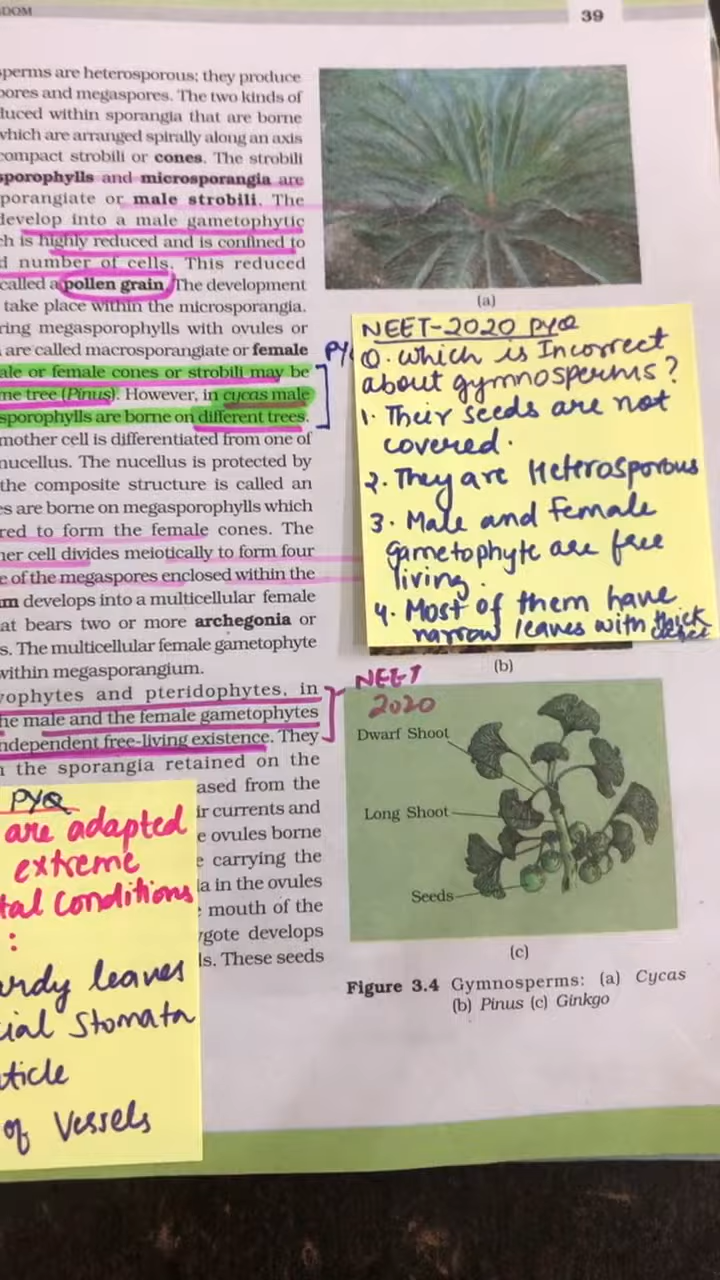 DOM
39
sperms are heterosporous; they produce
pores and megaspores. The two kinds of
duced within sporangia that are borne
which are arranged spirally along an axis
compact strobili or cones. The strobili
sporophylls and microsporangia are
porangiate or male strobili. The
develop into a male gametophytic
ch is highly reduced and is confined to
d number of cells. This reduced
called a pollen grain. The development
take place within the microsporangia.
ring megasporophylls with ovules or
are called macrosporangiate or female
ale or female cones or strobili may be
me tree (Pinus). However, in cycas male
sporophylls are borne on different trees.
mother cell is differentiated from one of
nucellus. The nucellus is protected by
the composite structure is called an
es are borne on megasporophylls which
red to form the female cones. The
her cell divides meiotically to form four
e of the megaspores enclosed within the
um develops into a multicellular female
at bears two or more archegonia or
s. The multicellular female gametophyte
within megasporangium.
yophytes and pteridophytes, in
he male and the female gametophytes
ndependent free-living existence. They
the sporangia retained on the
ased from the
ir currents and
e ovules borne
e carrying the
ia in the ovules
mouth of the
ygote develops
ls. These seeds
PYQ
are adapted
extreme
tal conditions
:
ardy leaves
cial Stomata
ticle
of Vessels
(a)
PY
NEET-2020 PYQ
Q. which is Incorrect
about gymnosperms?
1. Their seeds are not
covered.
2. They are Heterosporous
3. Male and Female
gametophyte are free
living.
4. Most of them have
narrow leaves with thick
(b)
NEET
2020
Dwarf Shoot
Long Shoot
Seeds
(c)
Figure 3.4 Gymnosperms: (a) Cycas
(b) Pinus (c) Ginkgo